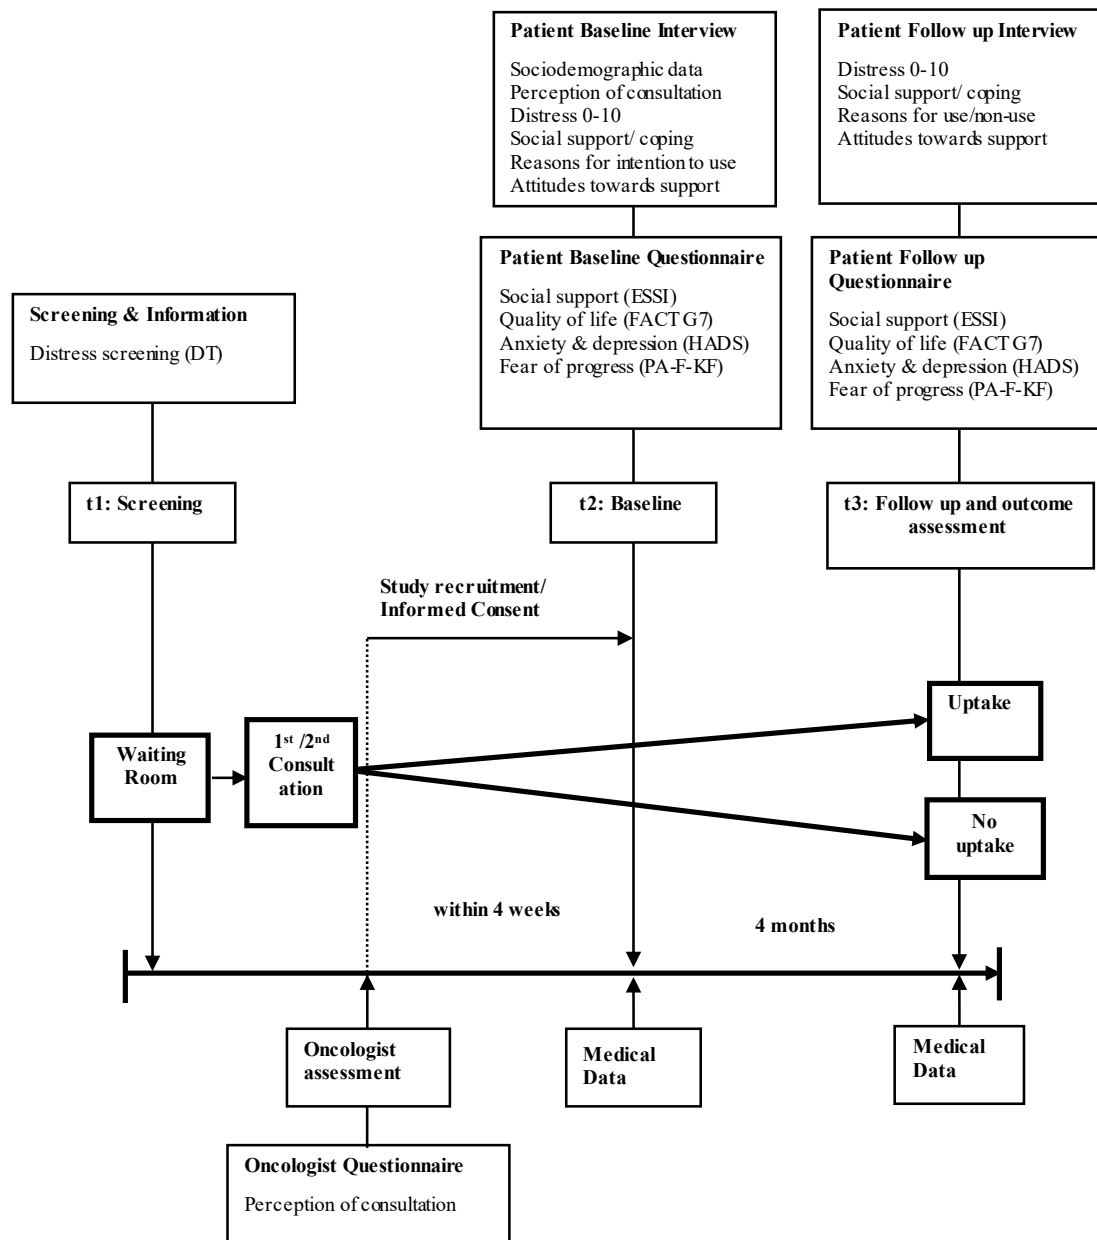 Patient Baseline Interview
Sociodemographic data
Perception of consultation
Distress 0-10
Social support/ coping
Reasons for intention to use
Attitudes towards support
Patient Follow up Interview
Distress 0-10
Social support/ coping
Reasons for use/non-use
Attitudes towards support
Patient Baseline Questionnaire
Social support (ESSI)
Quality of life (FACT G7)
Anxiety & depression (HADS)
Fear of progress (PA-F-KF)
Patient Follow up
Questionnaire
Social support (ESSI)
Quality of life (FACT G7)
Anxiety & depression (HADS)
Fear of progress (PA-F-KF)
Screening & Information
Distress screening (DT)
t1: Screening
t2: Baseline
t3: Follow up and outcome
assessment
Study recruitment/
Informed Consent
Waiting
Room
1st /2nd
Consult
ation
Uptake
No
uptake
within 4 weeks
4 months
Oncologist
assessment
Medical
Data
Medical
Data
Oncologist Questionnaire
Perception of consultation